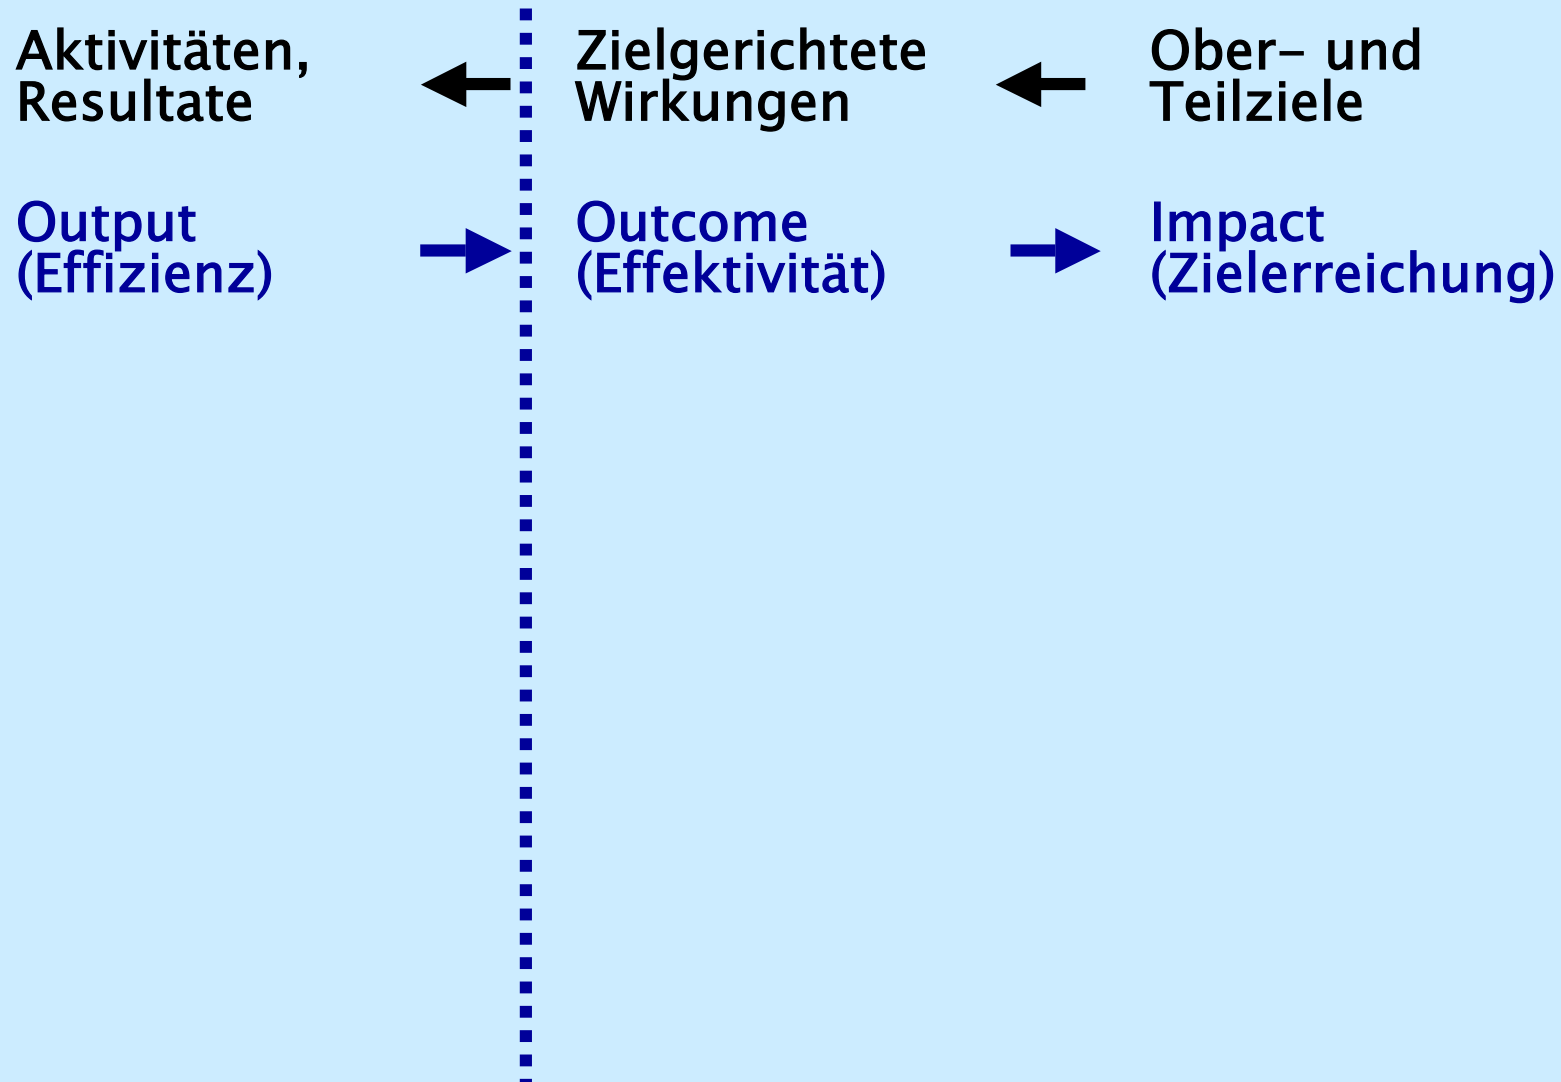 Aktivitäten,
Resultate
Zielgerichtete
Wirkungen
Ober– und
Teilziele
Output
(Effizienz)
Outcome
(Effektivität)
Impact
(Zielerreichung)